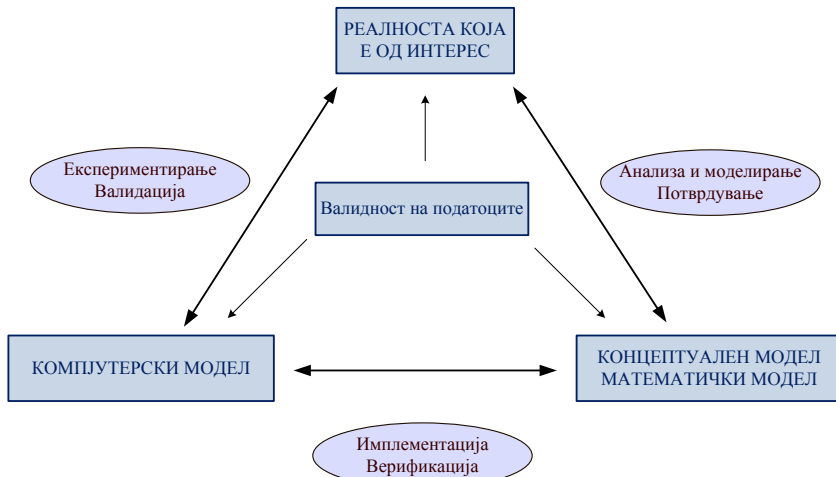 РЕАЛНОСТА КОЈА
Е ОД ИНТЕРЕС
Експериментирање
Валидација
Анализа и моделирање
Потврдување
Валидност на податоците
КОМПЈУТЕРСКИ МОДЕЛ
КОНЦЕПТУАЛЕН МОДЕЛ
МАТЕМАТИЧКИ МОДЕЛ
Имплементација
Верификација